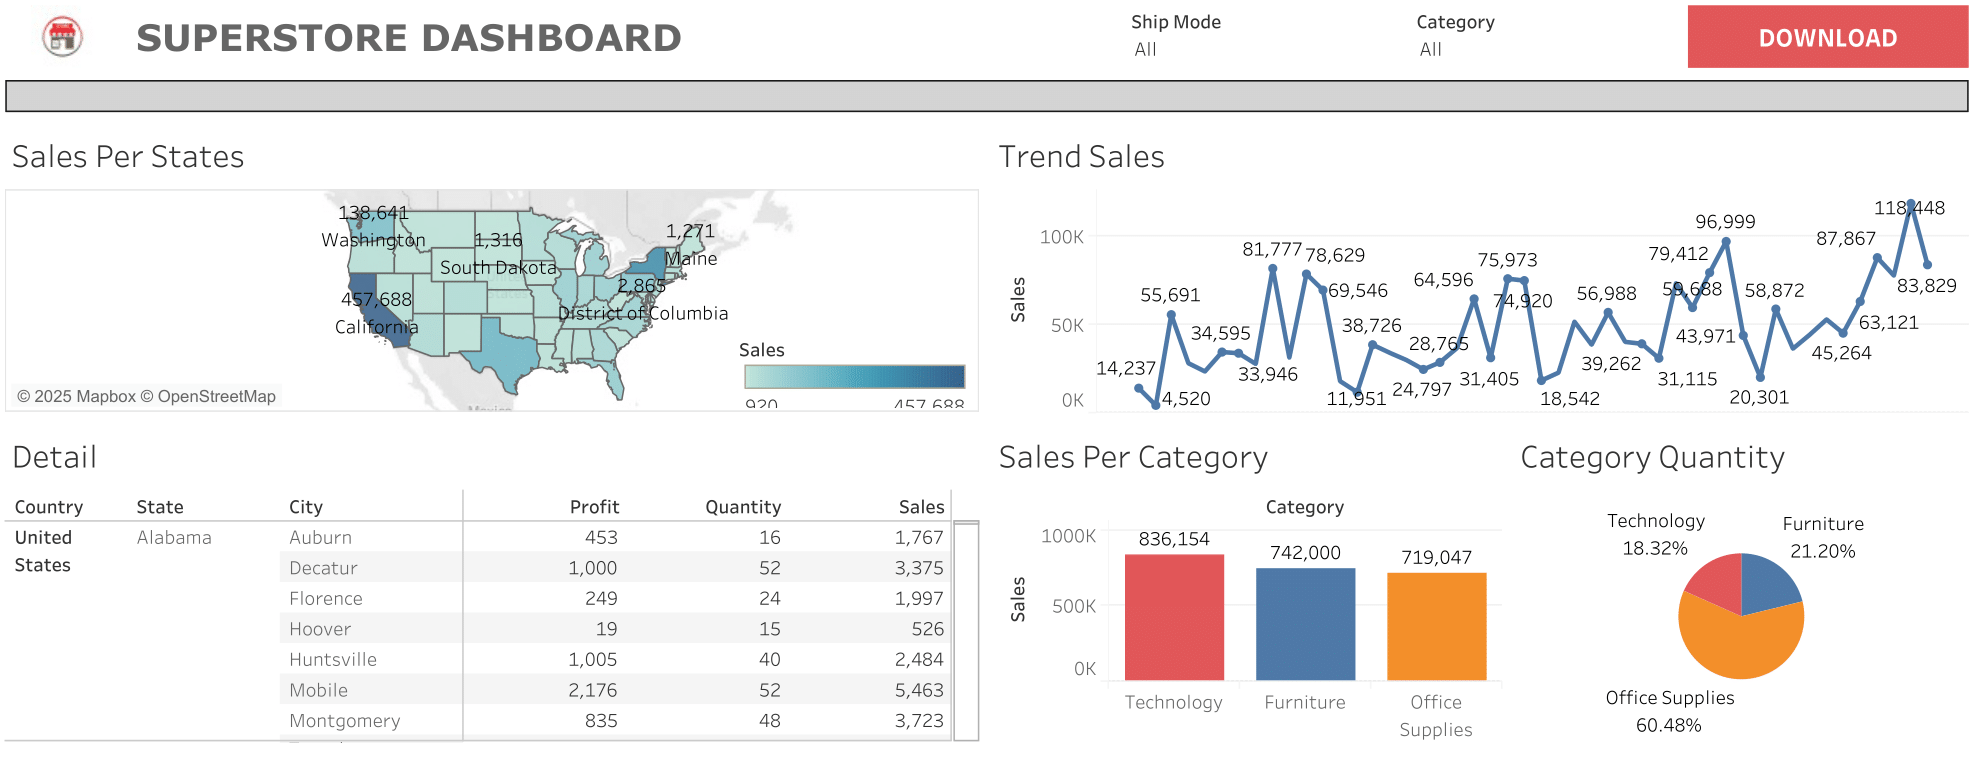 SUPERSTORE DASHBOARD
Ship Mode
All
Category
All
DOWNLOAD
Sales Per States
138,641
Washington
1,316
South Dakota
1,271
Maine
457,688
California
2,865
District of Columbia
Sales
920
457,688
© 2025 Mapbox © OpenStreetMap
Trend Sales
Sales
100K
50K
0K
14,237
4,520
55,691
34,595
33,946
81,777
78,629
69,546
11,951
38,726
24,797
28,765
64,596
31,405
75,973
74,920
18,542
56,988
39,262
31,115
59,688
79,412
96,999
43,971
20,301
58,872
45,264
63,121
87,867
118,448
83,829
Detail
Country State City Profit Quantity Sales
United States Alabama Auburn 453 16 1,767
Decatur 1,000 52 3,375
Florence 249 24 1,997
Hoover 19 15 526
Huntsville 1,005 40 2,484
Mobile 2,176 52 5,463
Montgomery 835 48 3,723
Sales Per Category
Category
Sales
1000K
500K
0K
836,154
742,000
719,047
Technology
Furniture
Office
Supplies
Category Quantity
Technology
18.32%
Furniture
21.20%
Office Supplies
60.48%